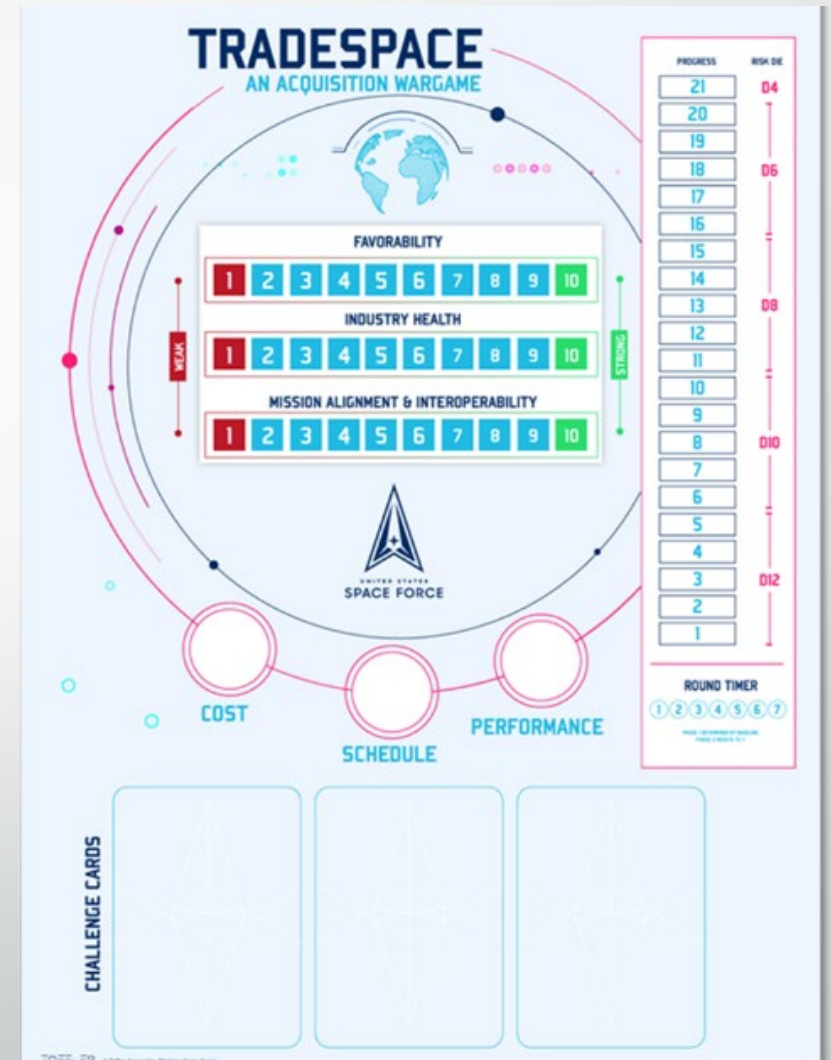 TRADESPACE
AN ACQUISITION WARGAME
FAVORABILITY
1 2 3 4 5 6 7 8 9 10
INDUSTRY HEALTH
1 2 3 4 5 6 7 8 9 10
MISSION ALIGNMENT & INTEROPERABILITY
1 2 3 4 5 6 7 8 9 10
WEAK
STRONG
UNITED STATES
SPACE FORCE
COST
SCHEDULE
PERFORMANCE
PROGRESS RISK DIE
21 D4
20
19
18 D6
17
16
15
14
13 D8
12
11
10
9
8 D10
7
6
5
4
3 D12
2
1
ROUND TIMER
1 2 3 4 5 6 7
CHALLENGE CARDS